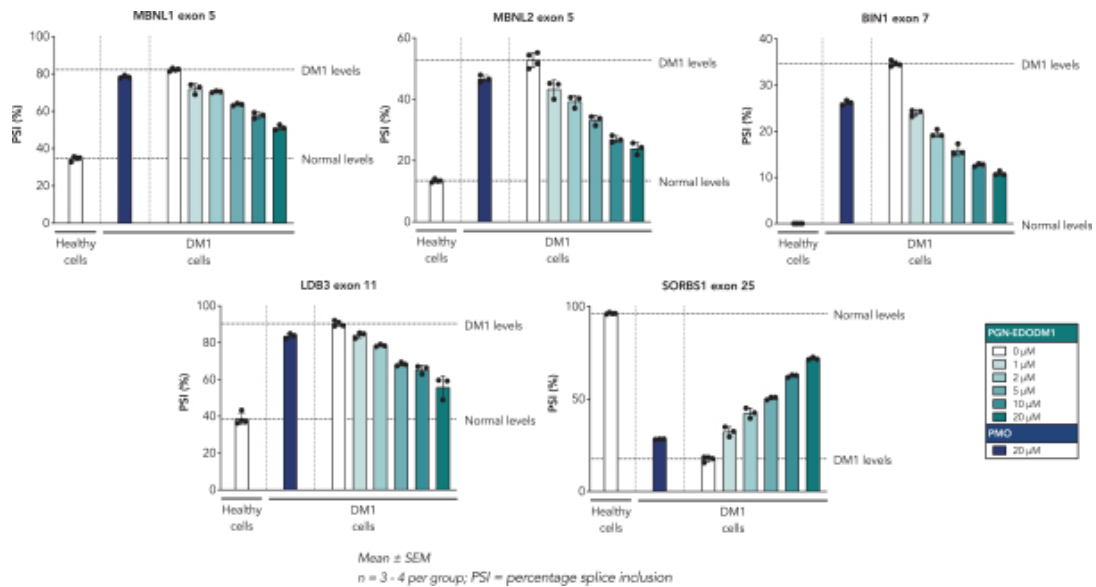 MBNL1 exon 5
100
80
60
40
20
0
PSI (%)
DM1 levels
Normal levels
Healthy cells
DM1 cells
MBNL2 exon 5
60
40
20
0
PSI (%)
DM1 levels
Normal levels
Healthy cells
DM1 cells
BIN1 exon 7
40
30
20
10
0
PSI (%)
DM1 levels
Normal levels
Healthy cells
DM1 cells
LDB3 exon 11
100
80
60
40
20
0
PSI (%)
DM1 levels
Normal levels
Healthy cells
DM1 cells
SORBS1 exon 25
100
50
0
PSI (%)
Normal levels
DM1 levels
Healthy cells
DM1 cells
PGN-EDODM1
0 µM
1 µM
2 µM
5 µM
10 µM
20 µM
PMO
20 µM
Mean ± SEM
n = 3 - 4 per group; PSI = percentage splice inclusion